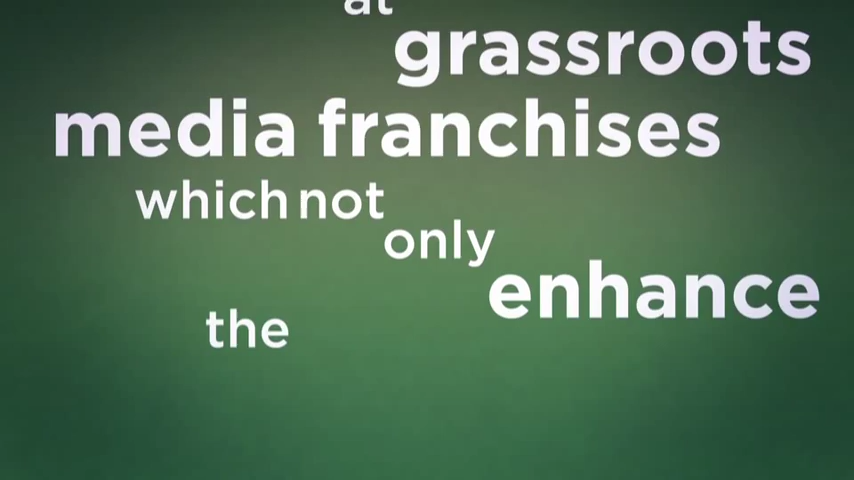 at
grassroots
media franchises
which not
only
enhance
the